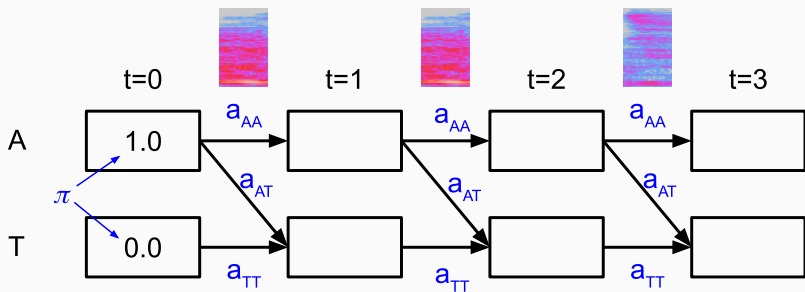 t=0 t=1 t=2 t=3
A 1.0 a_AA a_AA a_AA
a_AT a_AT a_AT
π
T 0.0 a_TT a_TT a_TT